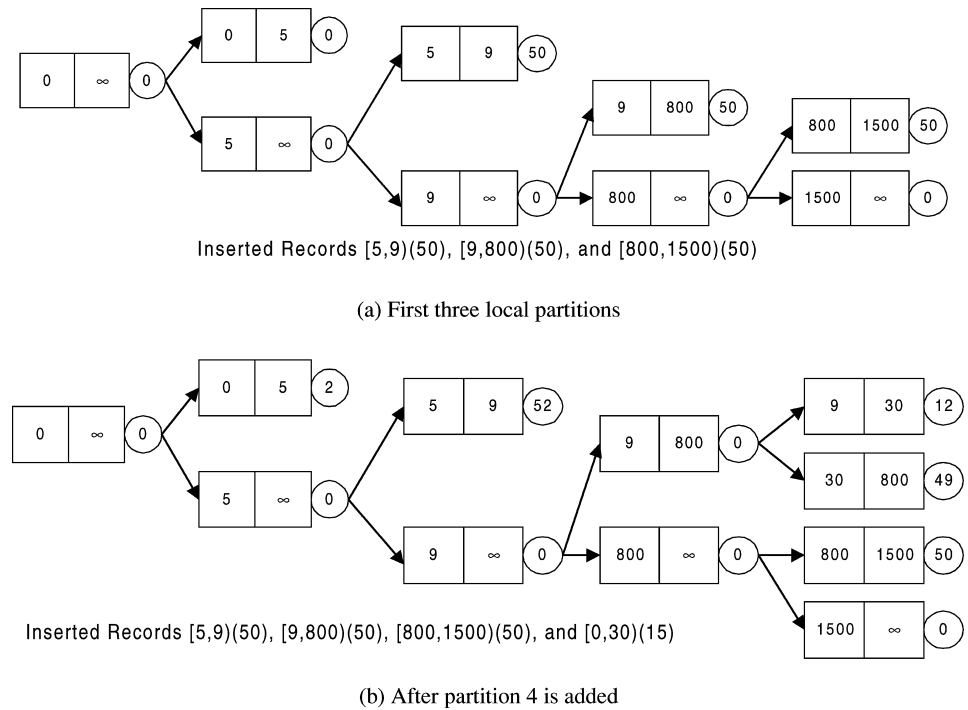 0 ∞ 0
0 5 0
5 ∞ 0
5 9 50
9 ∞ 0
9 800 50
800 ∞ 0
800 1500 50
1500 ∞ 0
Inserted Records [5,9)(50), [9,800)(50), and [800,1500)(50)
(a) First three local partitions
0 ∞ 0
0 5 2
5 ∞ 0
5 9 52
9 ∞ 0
9 800 0
800 ∞ 0
9 30 12
30 800 49
800 1500 50
1500 ∞ 0
Inserted Records [5,9)(50), [9,800)(50), [800,1500)(50), and [0,30)(15)
(b) After partition 4 is added